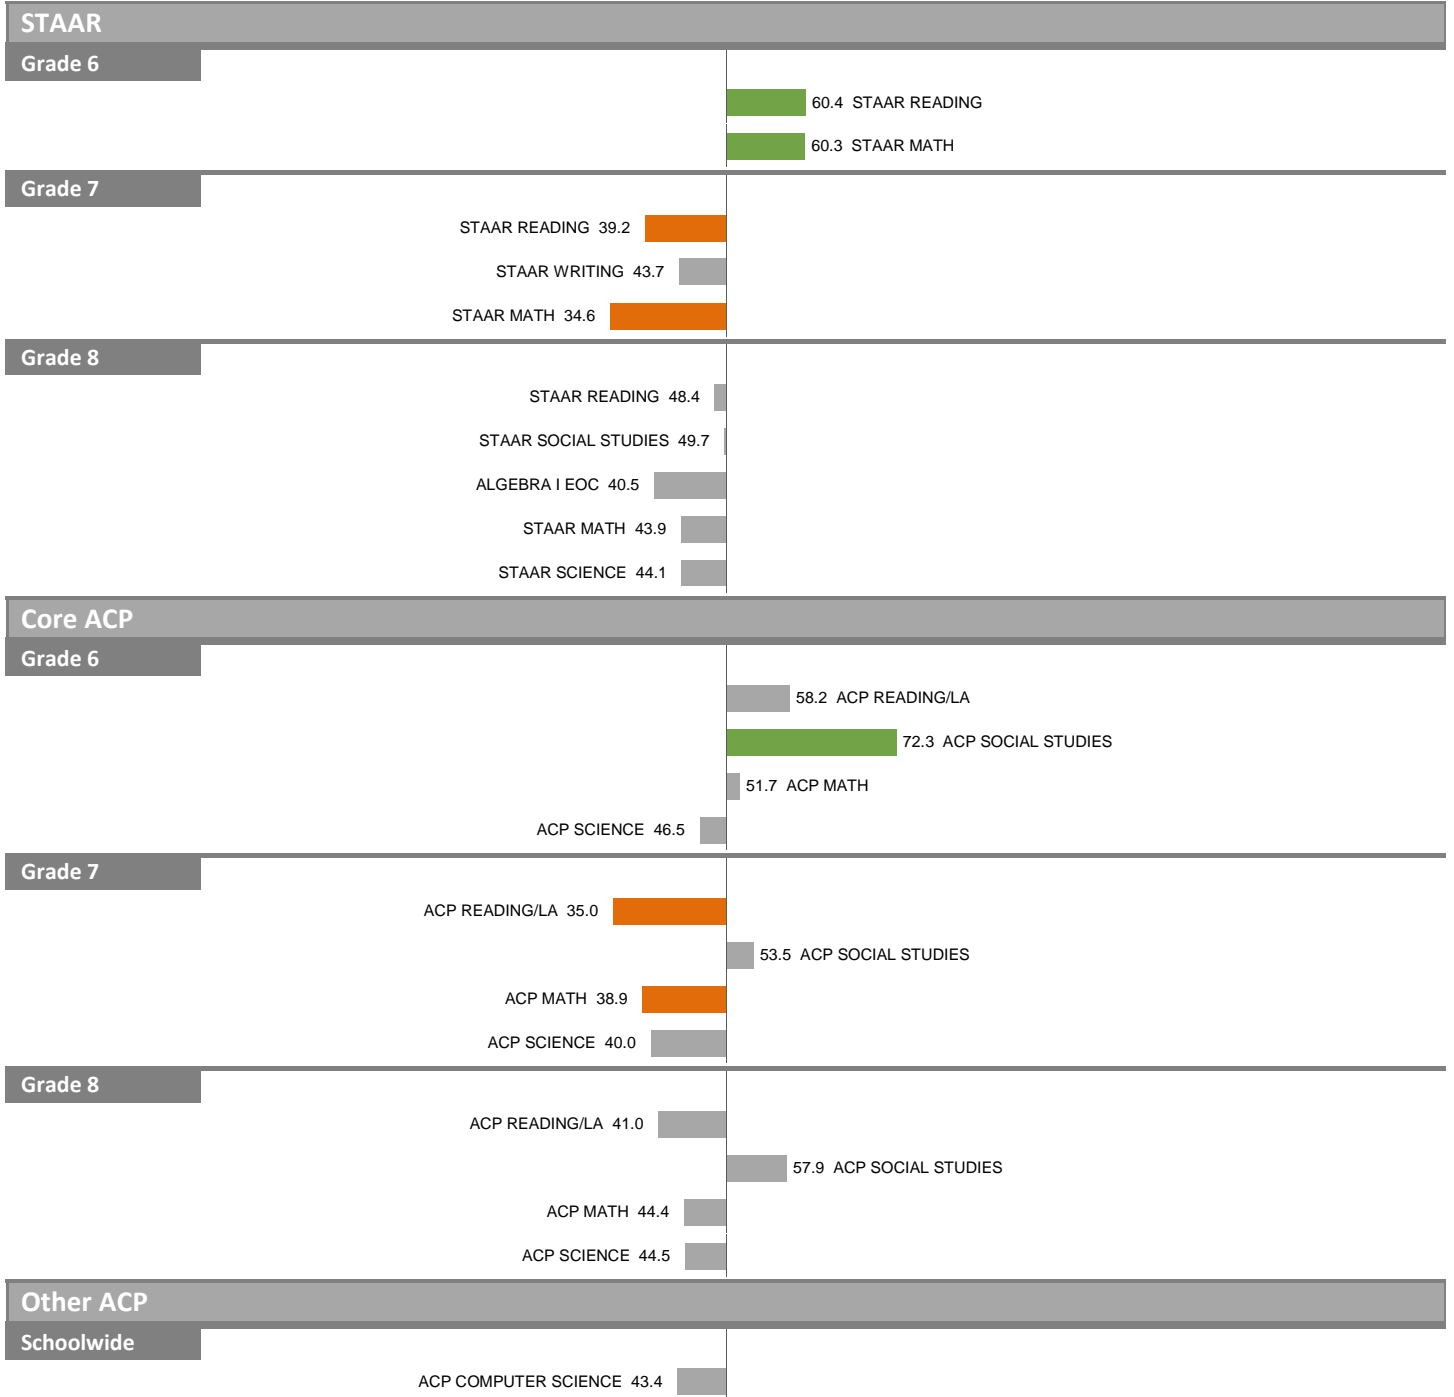 STAAR
Grade 6
60.4 STAAR READING
60.3 STAAR MATH
Grade 7
STAAR READING 39.2
STAAR WRITING 43.7
STAAR MATH 34.6
Grade 8
STAAR READING 48.4
STAAR SOCIAL STUDIES 49.7
ALGEBRA I EOC 40.5
STAAR MATH 43.9
STAAR SCIENCE 44.1
Core ACP
Grade 6
58.2 ACP READING/LA
72.3 ACP SOCIAL STUDIES
51.7 ACP MATH
ACP SCIENCE 46.5
Grade 7
ACP READING/LA 35.0
53.5 ACP SOCIAL STUDIES
ACP MATH 38.9
ACP SCIENCE 40.0
Grade 8
ACP READING/LA 41.0
57.9 ACP SOCIAL STUDIES
ACP MATH 44.4
ACP SCIENCE 44.5
Other ACP
Schoolwide
ACP COMPUTER SCIENCE 43.4